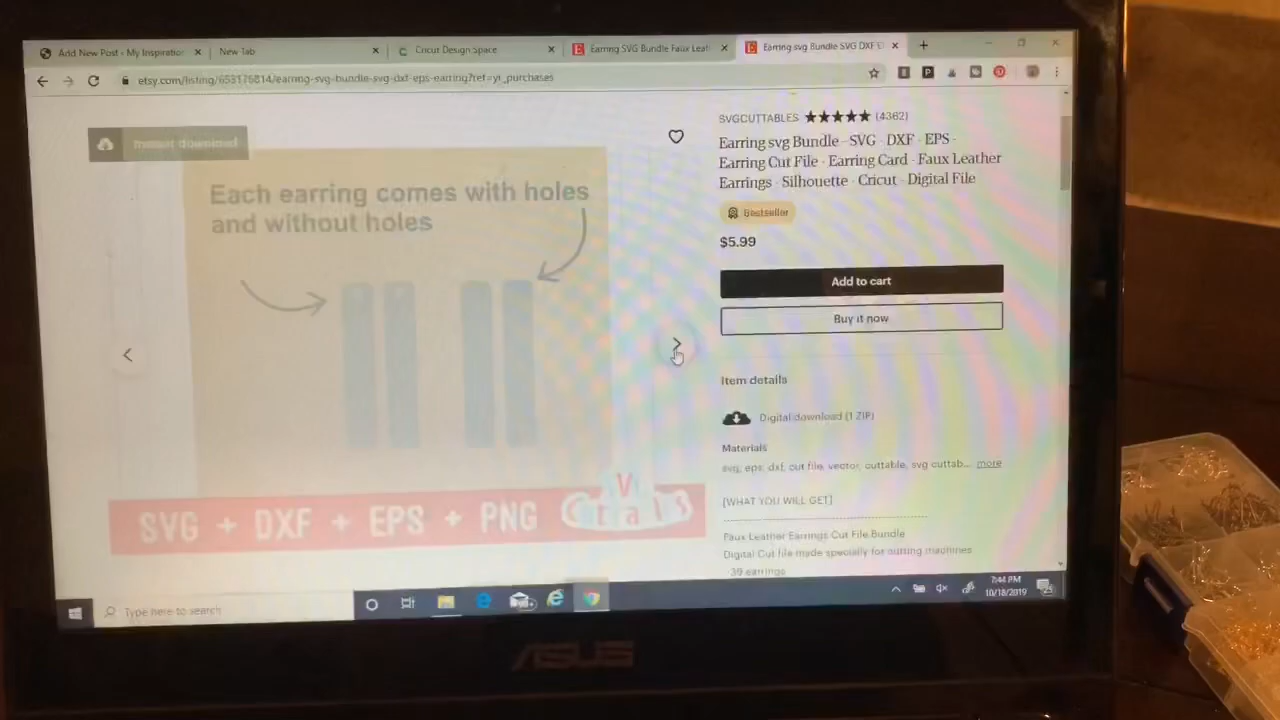 Add New Post - My Inspiratio
New Tab
Cricut Design Space
Earring SVG Bundle Faux Leat
Earring svg Bundle SVG DXF E
etsy.com/listing/653175814/earring-svg-bundle-svg-dxf-eps-earring?ref=yr_purchases
Instant download
Each earring comes with holes
and without holes
SVG + DXF + EPS + PNG
SVGCUTTABLES ★★★★★ (4362)
Earring svg Bundle · SVG · DXF · EPS ·
Earring Cut File · Earring Card · Faux Leather
Earrings · Silhouette · Cricut · Digital File
Bestseller
$5.99
Add to cart
Buy it now
Item details
Digital download (1 ZIP)
Materials
svg, eps, dxf, cut file, vector, cuttable, svg cuttab... more
[WHAT YOU WILL GET]
Faux Leather Earrings Cut File Bundle
Digital Cut file made specially for cutting machines
39 earrings
Type here to search
7:44 PM
10/18/2019
ASUS